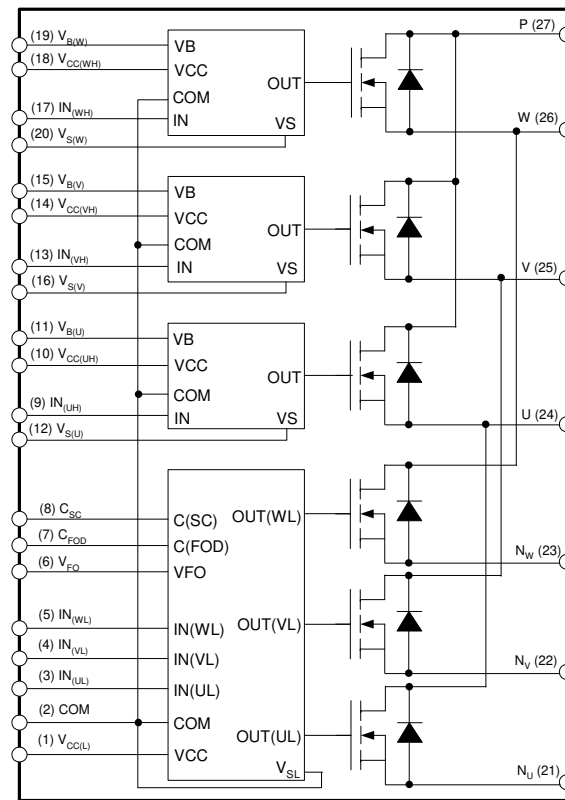 (19) VB(W)
(18) VCC(WH)
(17) IN(WH)
(20) VS(W)
VB
VCC
COM
IN
OUT
VS
P (27)
W (26)
(15) VB(V)
(14) VCC(VH)
(13) IN(VH)
(16) VS(V)
VB
VCC
COM
IN
OUT
VS
V (25)
(11) VB(U)
(10) VCC(UH)
(9) IN(UH)
(12) VS(U)
VB
VCC
COM
IN
OUT
VS
U (24)
(8) CSC
(7) CFOD
(6) VFO
(5) IN(WL)
(4) IN(VL)
(3) IN(UL)
(2) COM
(1) VCC(L)
C(SC)
C(FOD)
VFO
IN(WL)
IN(VL)
IN(UL)
COM
VCC
OUT(WL)
OUT(VL)
OUT(UL)
VSL
NW (23)
NV (22)
NU (21)